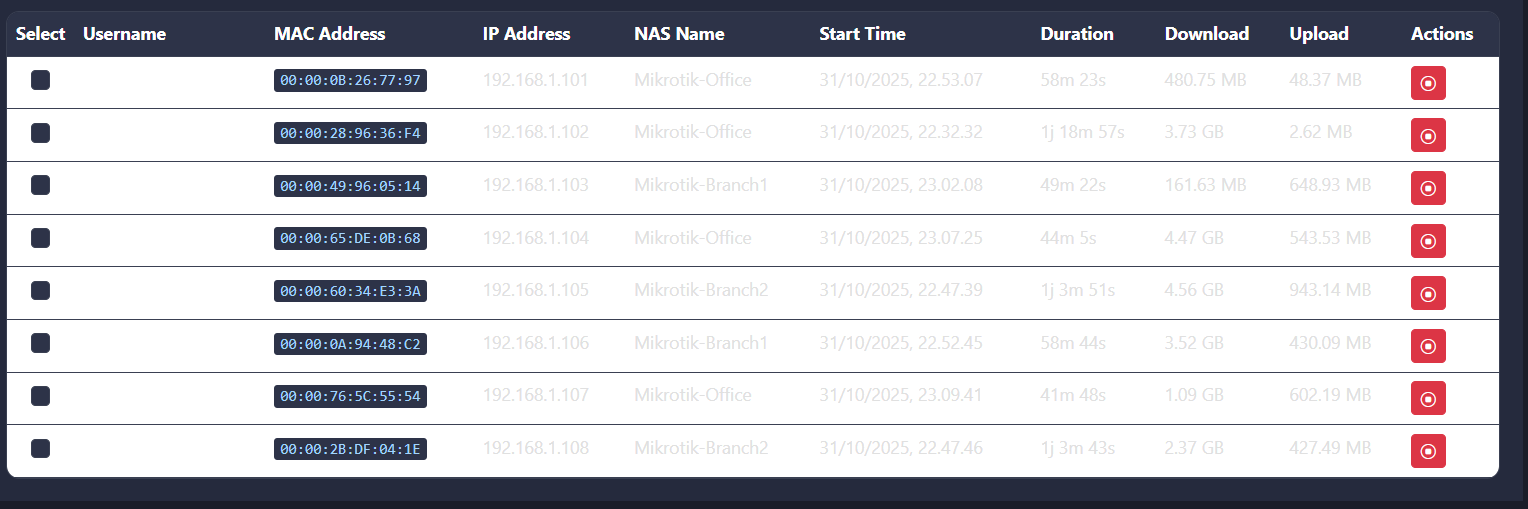 Select Username MAC Address IP Address NAS Name Start Time Duration Download Upload Actions
00:00:0B:26:77:97 192.168.1.101 Mikrotik-Office 31/10/2025, 22.53.07 58m 23s 480.75 MB 48.37 MB
00:00:28:96:36:F4 192.168.1.102 Mikrotik-Office 31/10/2025, 22.32.32 1j 18m 57s 3.73 GB 2.62 MB
00:00:49:96:05:14 192.168.1.103 Mikrotik-Branch1 31/10/2025, 23.02.08 49m 22s 161.63 MB 648.93 MB
00:00:65:DE:0B:68 192.168.1.104 Mikrotik-Office 31/10/2025, 23.07.25 44m 5s 4.47 GB 543.53 MB
00:00:60:34:E3:3A 192.168.1.105 Mikrotik-Branch2 31/10/2025, 22.47.39 1j 3m 51s 4.56 GB 943.14 MB
00:00:0A:94:48:C2 192.168.1.106 Mikrotik-Branch1 31/10/2025, 22.52.45 58m 44s 3.52 GB 430.09 MB
00:00:76:5C:55:54 192.168.1.107 Mikrotik-Office 31/10/2025, 23.09.41 41m 48s 1.09 GB 602.19 MB
00:00:2B:DF:04:1E 192.168.1.108 Mikrotik-Branch2 31/10/2025, 22.47.46 1j 3m 43s 2.37 GB 427.49 MB